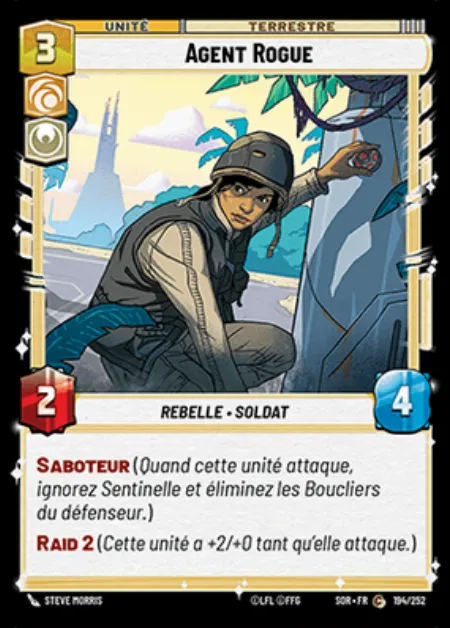 UNITÉ
TERRESTRE
3
AGENT ROGUE
2
4
REBELLE • SOLDAT
SABOTEUR (Quand cette unité attaque,
ignorez Sentinelle et éliminez les Boucliers
du défenseur.)
RAID 2 (Cette unité a +2/+0 tant qu'elle attaque.)
STEVE MORRIS
©LFL ©FFG
SOR • FR C 194/252